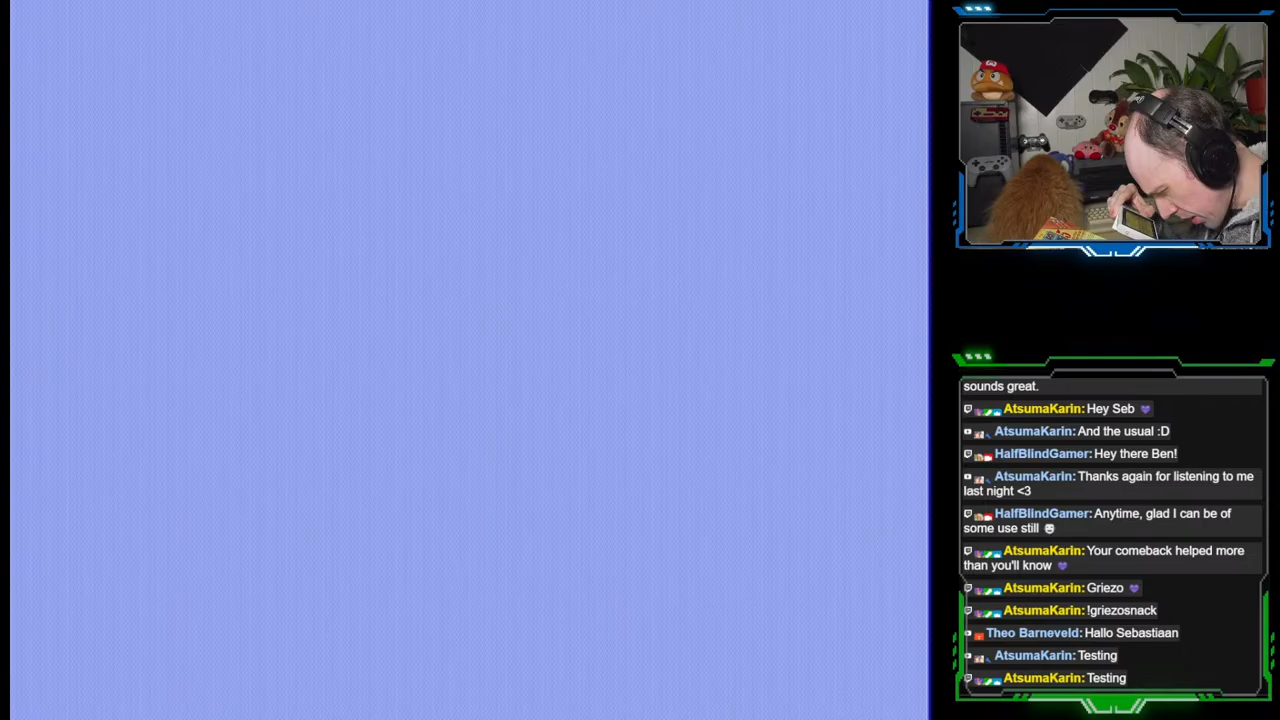 sounds great.
AtsumaKarin: Hey Seb
AtsumaKarin: And the usual :D
HalfBlindGamer: Hey there Ben!
AtsumaKarin: Thanks again for listening to me
last night <3
HalfBlindGamer: Anytime, glad I can be of
some use still
AtsumaKarin: Your comeback helped more
than you'll know
AtsumaKarin: Griezo
AtsumaKarin: !griezosnack
Theo Barneveld: Hallo Sebastiaan
AtsumaKarin: Testing
AtsumaKarin: Testing